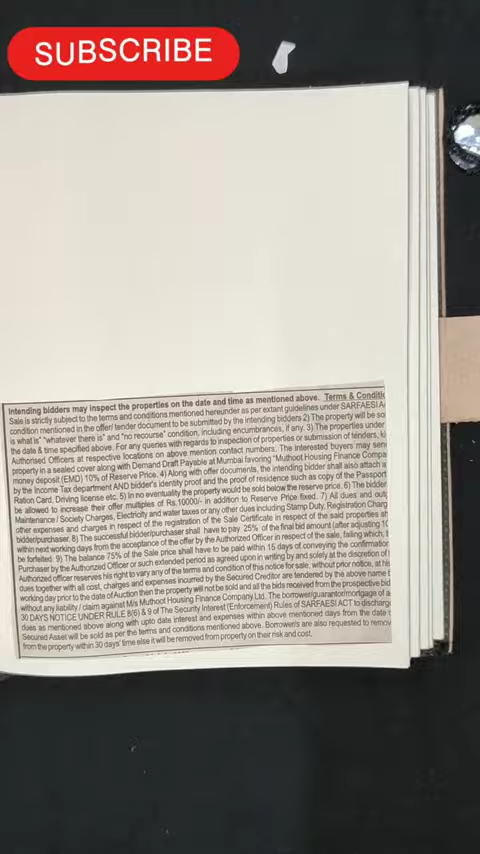 SUBSCRIBE
Intending bidders may inspect the properties on the date and time as mentioned above. Terms & Conditio
Sale is strictly subject to the terms and conditions mentioned hereunder as per extant guidelines under SARFAESI A
condition mentioned in the offer/ tender document to be submitted by the intending bidders 2) The property will be so
is what is" "whatever there is" and "no recourse" condition, including encumbrances, if any. 3) The properties under
the date & time specified above. For any queries with regards to inspection of properties or submission of tenders, ki
Authorised Officers at respective locations on above mention contact numbers. The interested buyers may send
property in a sealed cover along with Demand Draft Payable at Mumbai favoring "Muthoot Housing Finance Compa
money deposit (EMD) 10% of Reserve Price. 4) Along with offer documents, the intending bidder shall also attach a
by the Income Tax department AND bidder's identity proof and the proof of residence such as copy of the Passport
Ration Card, Driving license etc. 5) In no eventuality the property would be sold below the reserve price. 6) The bidder
be allowed to increase their offer multiples of Rs.10000/- in addition to Reserve Price fixed. 7) All dues and outg
Maintenance / Society Charges, Electricity and water taxes or any other dues including Stamp Duty, Registration Charg
other expenses and charges in respect of the registration of the Sale Certificate in respect of the said properties sh
bidder/purchaser. 8) The successful bidder/purchaser shall have to pay 25% of the final bid amount (after adjusting 10
within next working days from the acceptance of the offer by the Authorized Officer in respect of the sale, failing which, t
be forfeited. 9) The balance 75% of the Sale price shall have to be paid within 15 days of conveying the confirmation
Purchaser by the Authorized Officer or such extended period as agreed upon in writing by and solely at the discretion of t
Authorized officer reserves his right to vary any of the terms and condition of this notice for sale, without prior notice, at his
dues together with all cost, charges and expenses incurred by the Secured Creditor are tendered by the above name b
working day prior to the date of Auction then the property will not be sold and all the bids received from the prospective bid
without any liability / claim against M/s Muthoot Housing Finance Company Ltd. The borrower/guarantor/mortgage of a
30 DAYS NOTICE UNDER RULE 8(6) & 9 of The Security Interest (Enforcement) Rules of SARFAESI ACT to discharge
dues as mentioned above along with upto date interest and expenses within above mentioned days from the date
Secured Asset will be sold as per the terms and conditions mentioned above. Borrower/s are also requested to remov
from the property within 30 days' time else it will be removed from property on their risk and cost.